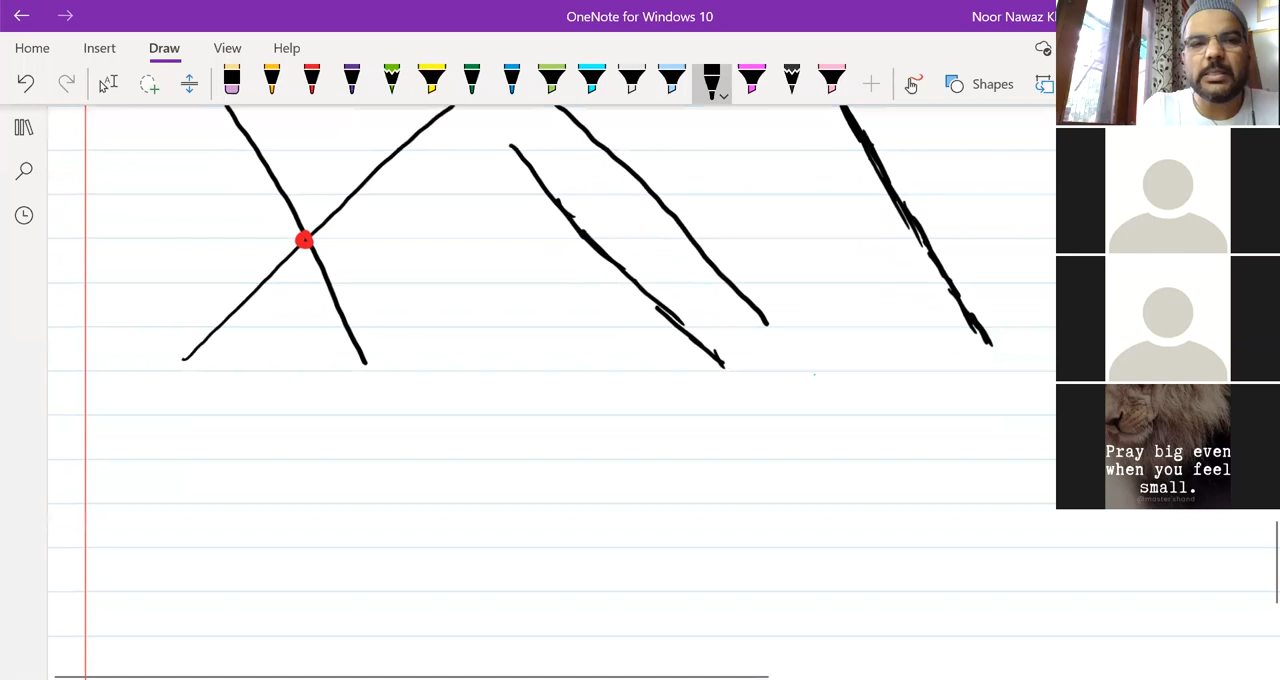 OneNote for Windows 10
Noor Nawaz K
Home Insert Draw View Help
Shapes
Pray big even
when you feel
small.
@mastershand